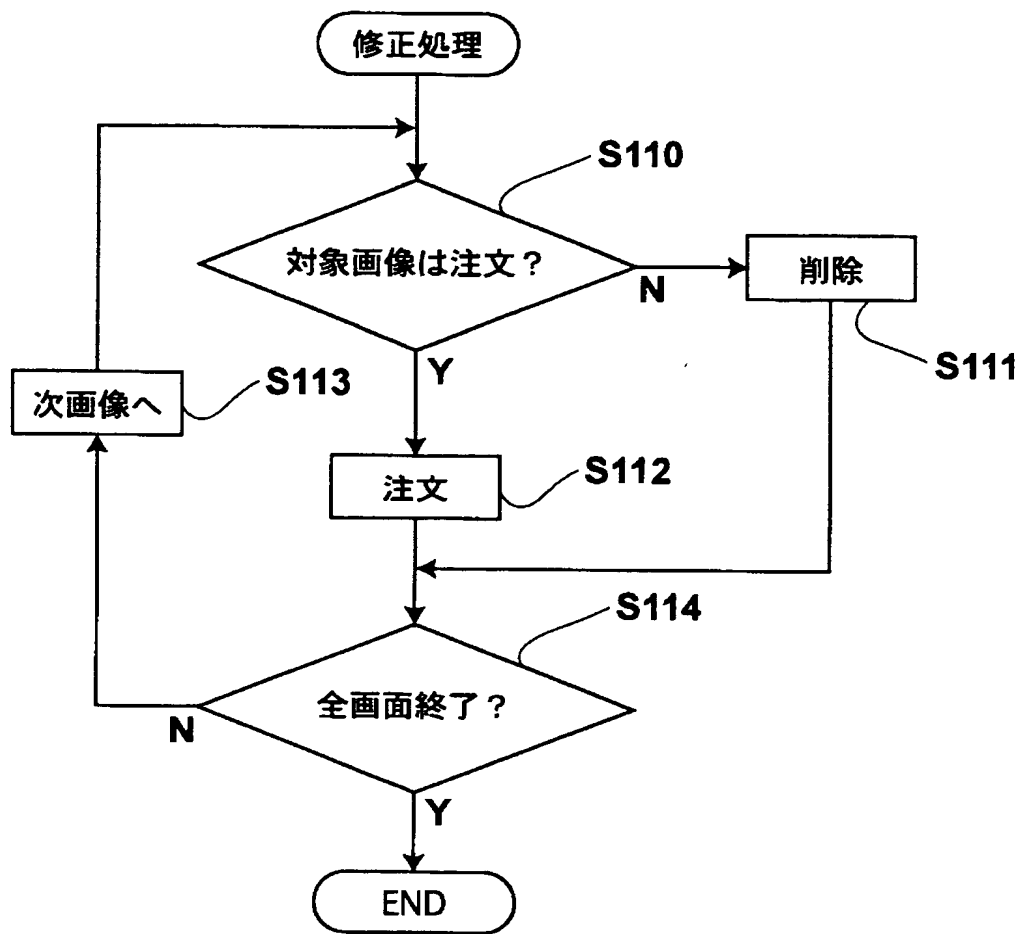 修正処理
S110
対象画像は注文？
N
削除
S111
Y
次画像へ
S113
注文
S112
S114
全画面終了？
N
Y
END